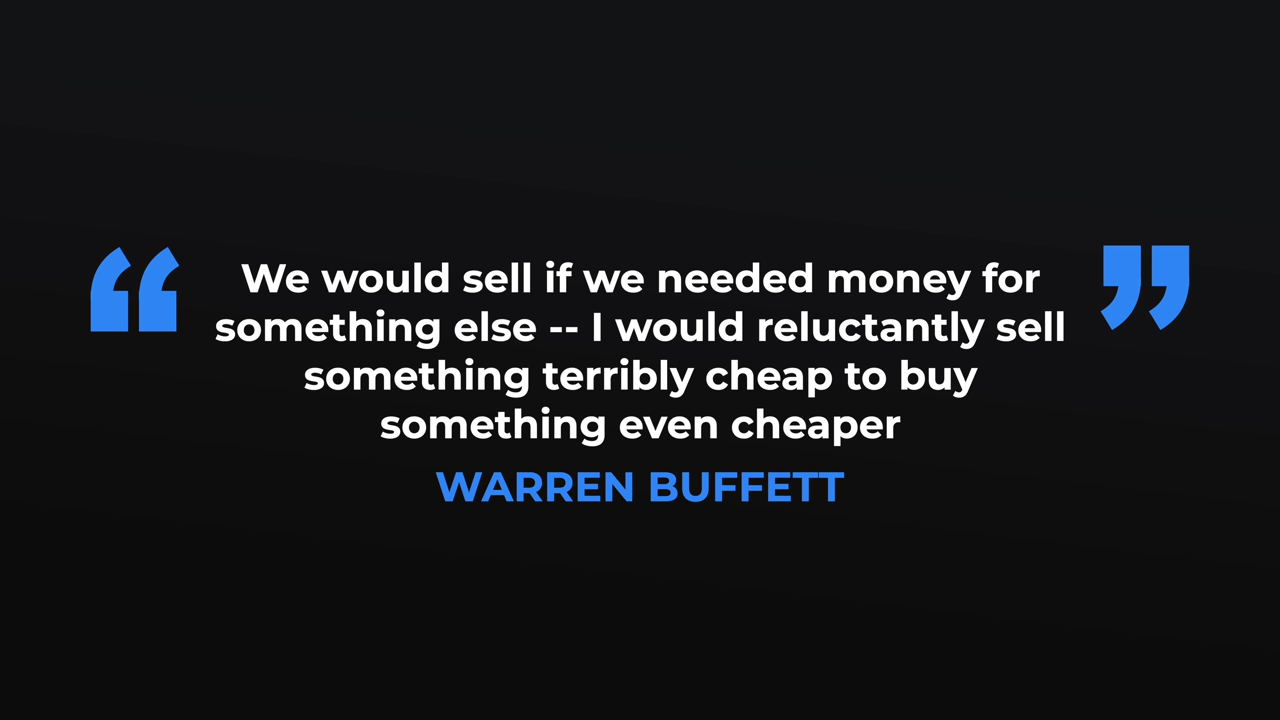 “ ”
We would sell if we needed money for
something else -- I would reluctantly sell
something terribly cheap to buy
something even cheaper
WARREN BUFFETT